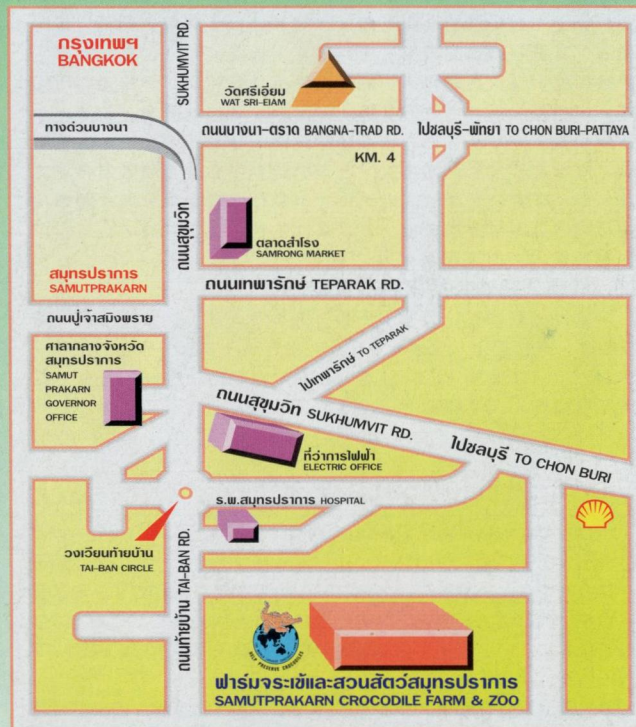 กรุงเทพฯ
BANGKOK
SUKHUMVIT RD.
วัดศรีเอี่ยม
WAT SRI-EIAM
ทางด่วนบางนา
ถนนบางนา-ตราด BANGNA-TRAD RD.
ไปชลบุรี-พัทยา TO CHON BURI-PATTAYA
KM. 4
ถนนสุขุมวิท
ตลาดสำโรง
SAMRONG MARKET
สมุทรปราการ
SAMUTPRAKARN
ถนนเทพารักษ์ TEPARAK RD.
ถนนปู่เจ้าสมิงพราย
ศาลากลางจังหวัด
สมุทรปราการ
SAMUT
PRAKARN
GOVERNOR
OFFICE
ไปเทพารักษ์ TO TEPARAK
ถนนสุขุมวิท SUKHUMVIT RD.
ไปชลบุรี TO CHON BURI
ที่ว่าการไฟฟ้า
ELECTRIC OFFICE
ร.พ.สมุทรปราการ HOSPITAL
วงเวียนท้ายบ้าน
TAI-BAN CIRCLE
ถนนท้ายบ้าน TAI-BAN RD.
HELP PRESERVE CROCODILES
ฟาร์มจระเข้และสวนสัตว์สมุทรปราการ
SAMUTPRAKARN CROCODILE FARM & ZOO